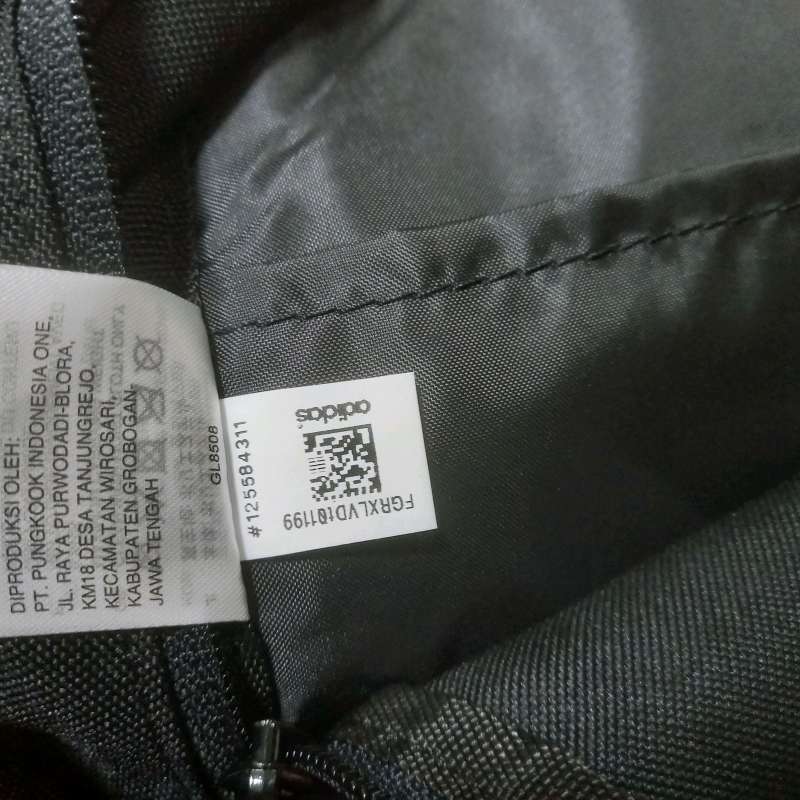 DIPRODUKSI OLEH:
PT. PUNGKOOK INDONESIA ONE,
JL. RAYA PURWODADI-BLORA,
KM18 DESA TANJUNGREJO,
KECAMATAN WIROSARI,
KABUPATEN GROBOGAN,
JAWA TENGAH
GL8508
#125584311
adidas
FGRXLVDt01199